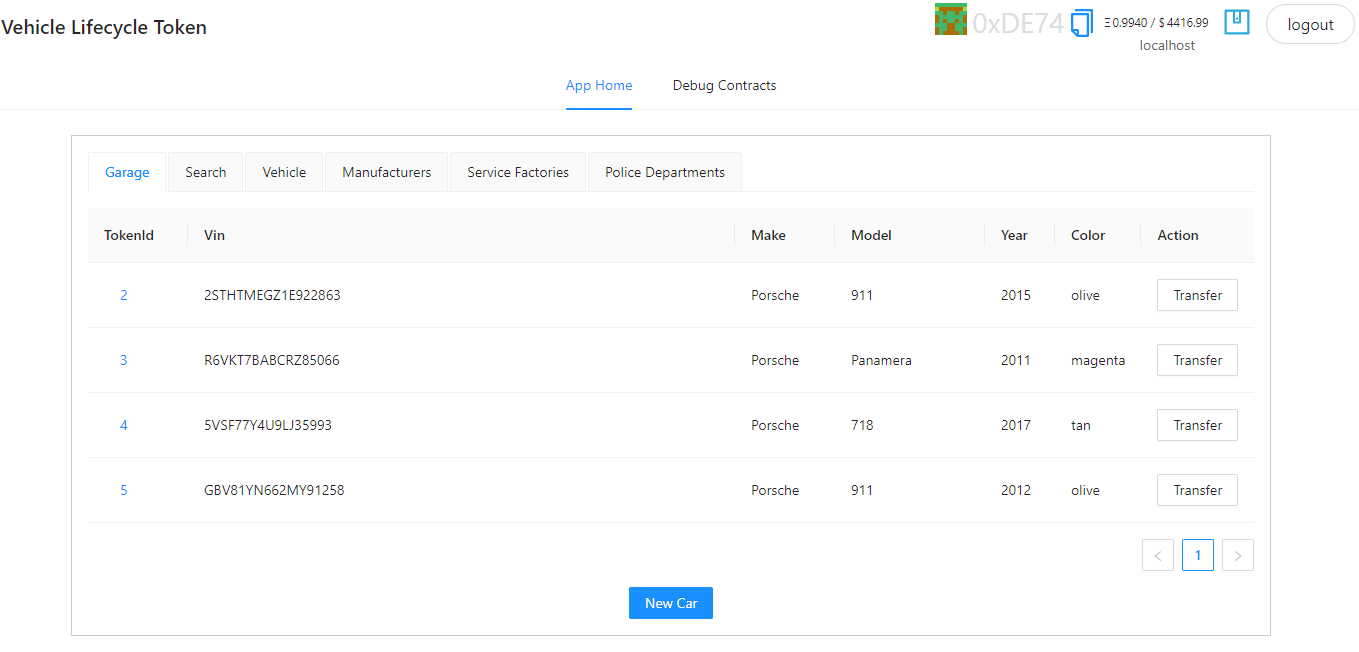 Vehicle Lifecycle Token
0xDE74 Ξ 0.9940 / $ 4416.99 logout
localhost
App Home Debug Contracts
Garage Search Vehicle Manufacturers Service Factories Police Departments
TokenId Vin Make Model Year Color Action
2 2STHTMEGZ1E922863 Porsche 911 2015 olive Transfer
3 R6VKT7BABCRZ85066 Porsche Panamera 2011 magenta Transfer
4 5VSF77Y4U9LJ35993 Porsche 718 2017 tan Transfer
5 GBV81YN662MY91258 Porsche 911 2012 olive Transfer
< 1 >
New Car